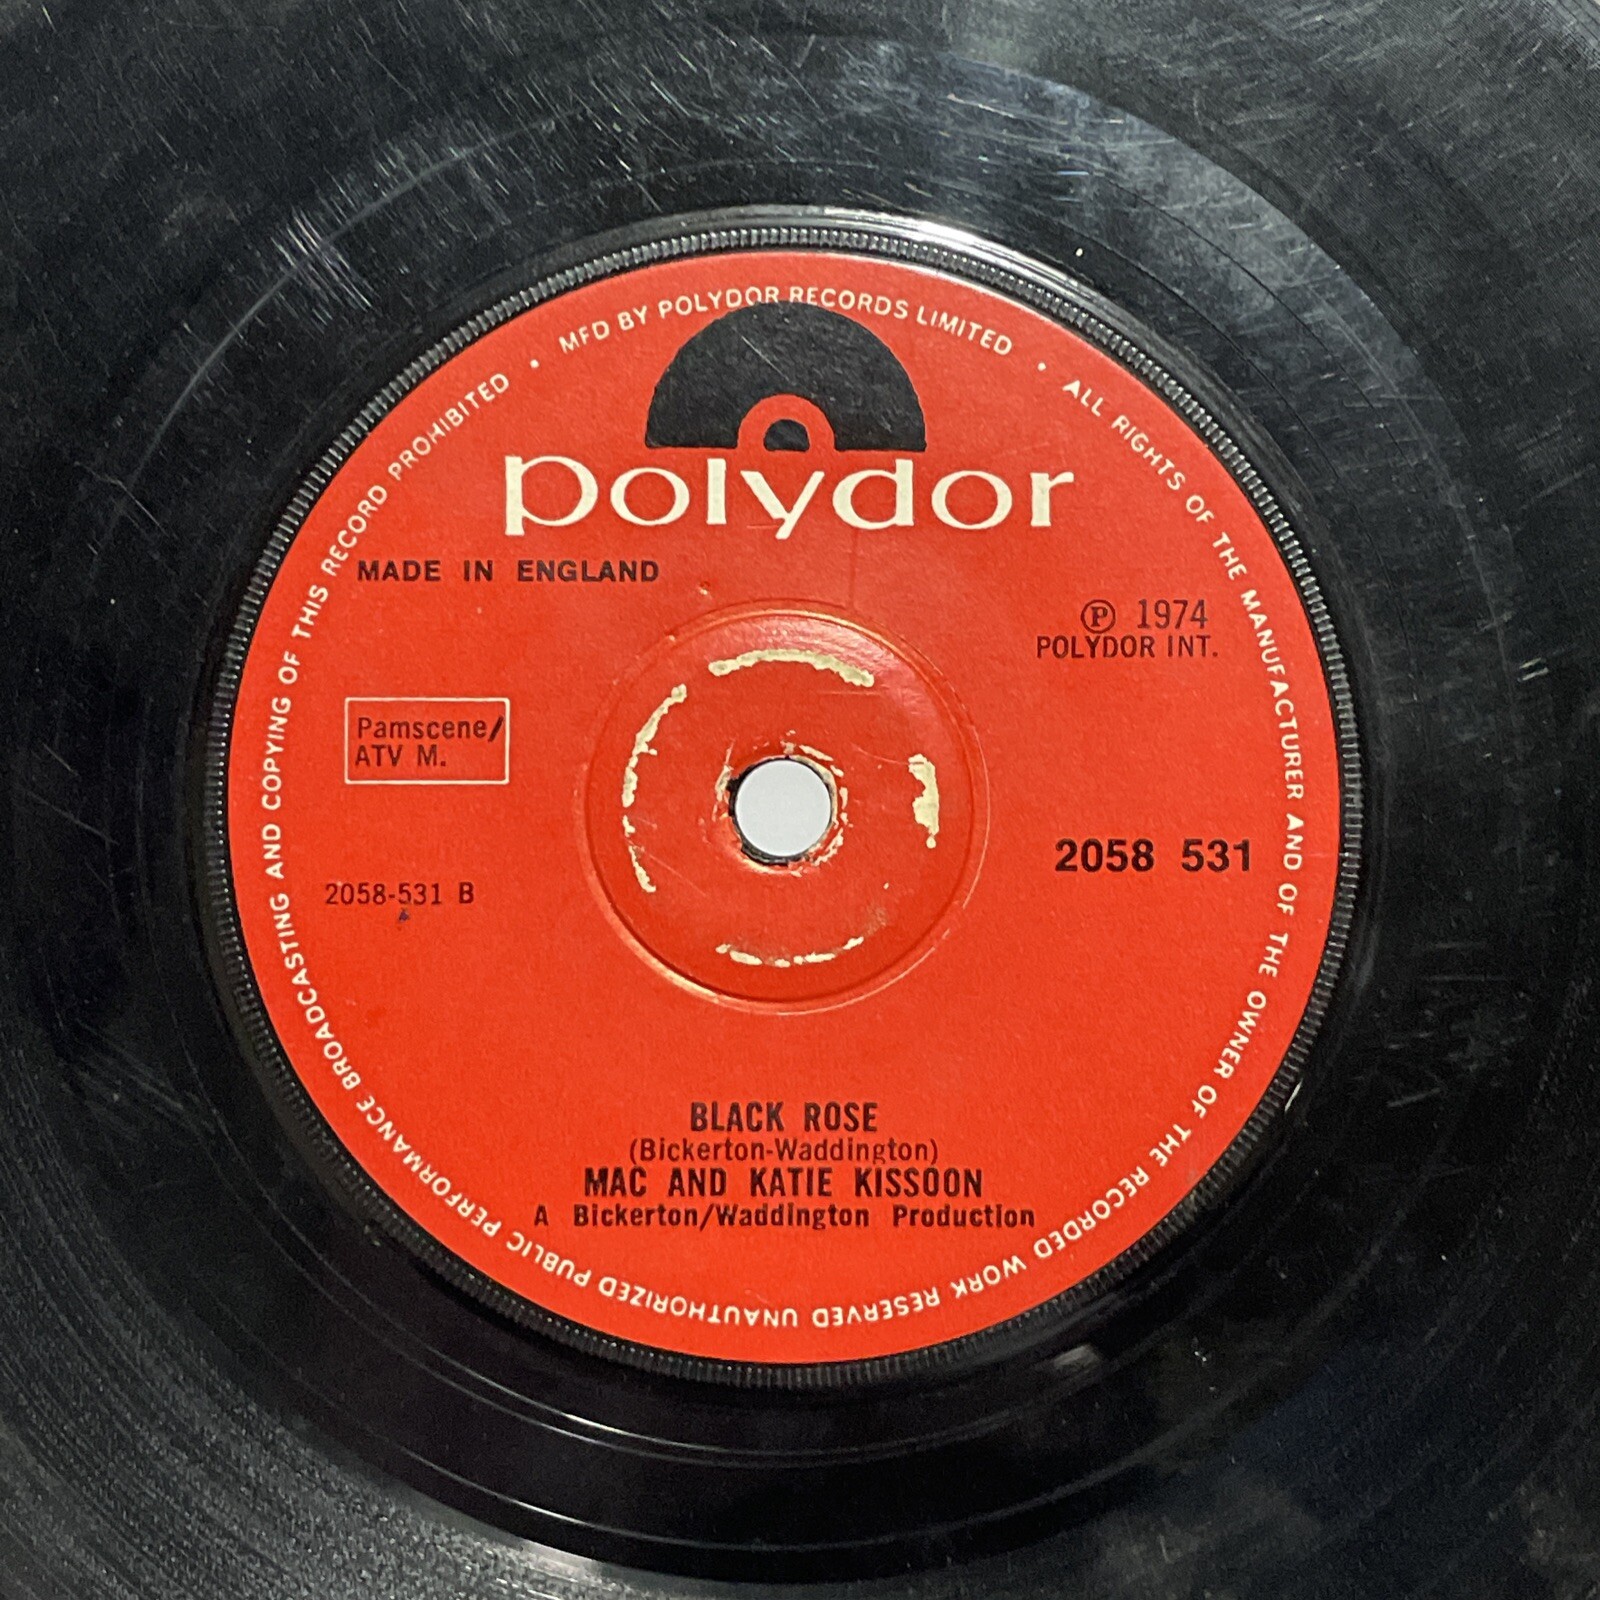 MFD BY POLYDOR RECORDS LIMITED • ALL RIGHTS OF THE MANUFACTURER AND OF THE OWNER OF THE RECORDED WORK RESERVED UNAUTHORIZED PUBLIC PERFORMANCE BROADCASTING AND COPYING OF THIS RECORD PROHIBITED •
polydor
MADE IN ENGLAND
Ⓟ 1974
POLYDOR INT.
Pamscene/
ATV M.
2058 531
2058-531 B
BLACK ROSE
(Bickerton-Waddington)
MAC AND KATIE KISSOON
A Bickerton/Waddington Production